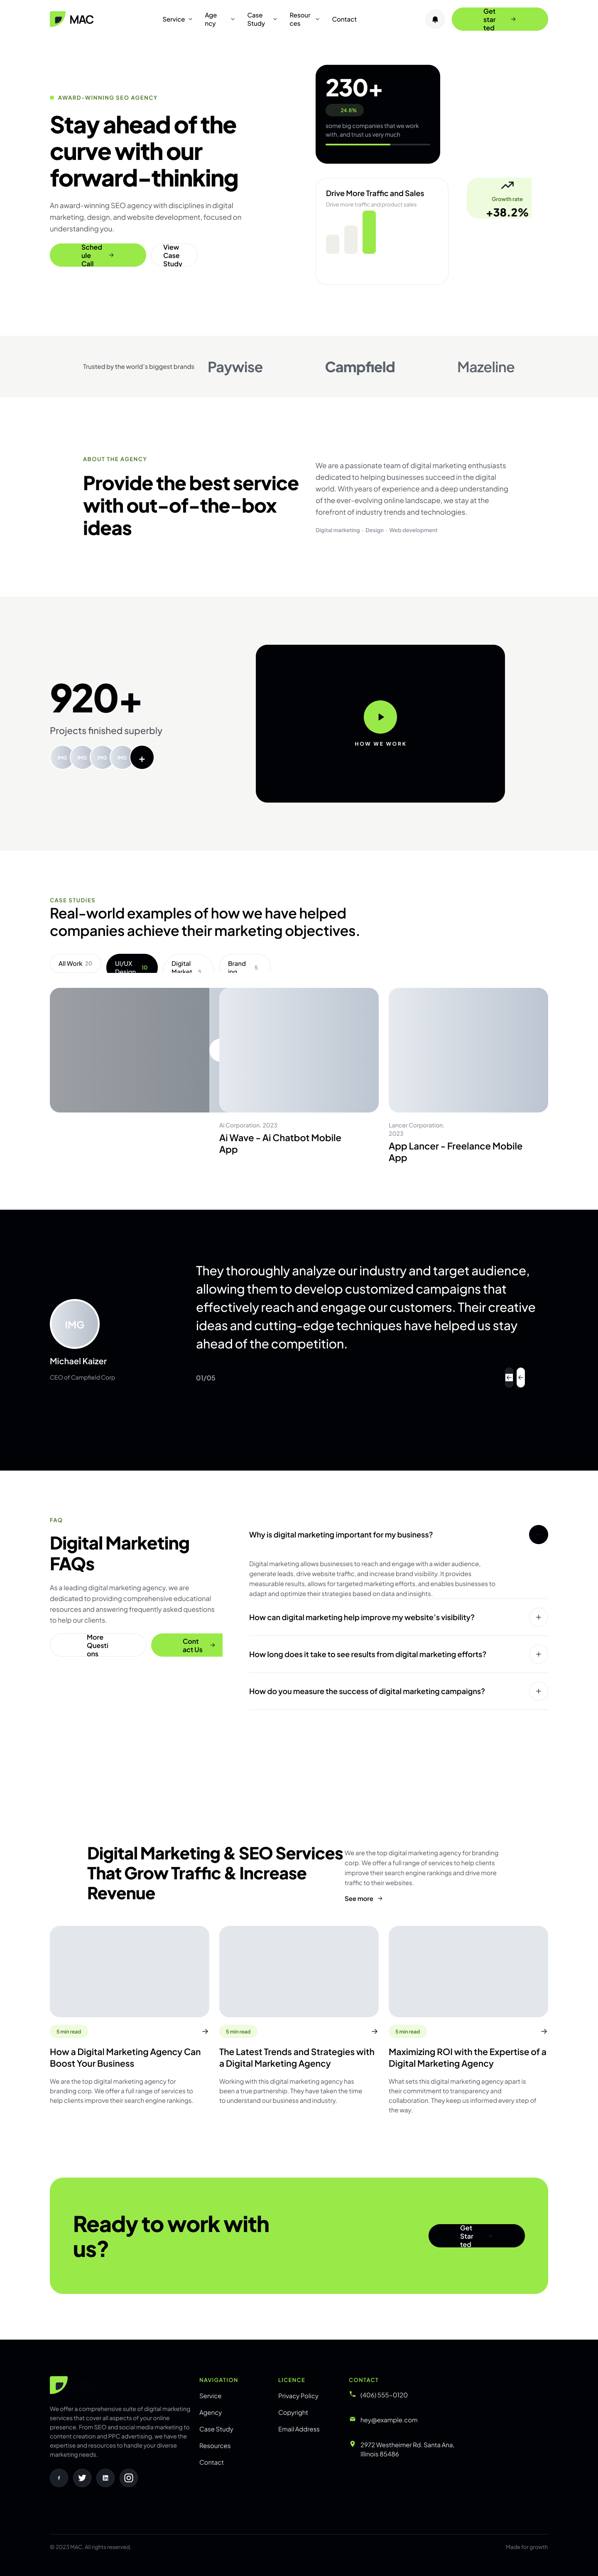 MAC
Service
Age
ncy
Case
Study
Resour
ces
Contact
Get
star
ted
AWARD-WINNING SEO AGENCY
Stay ahead of the
curve with our
forward-thinking
An award-winning SEO agency with disciplines in digital
marketing, design, and website development, focused on
understanding you.
Sched
ule
Call
View
Case
Study
230+
24.8%
some big companies that we work
with, and trust us very much
Drive More Traffic and Sales
Drive more traffic and product sales
Growth rate
+38.2%
Trusted by the world's biggest brands
Paywise
Campfield
Mazeline
ABOUT THE AGENCY
Provide the best service
with out-of-the-box
ideas
We are a passionate team of digital marketing enthusiasts
dedicated to helping businesses succeed in the digital
world. With years of experience and a deep understanding
of the ever-evolving online landscape, we stay at the
forefront of industry trends and technologies.
Digital marketing · Design · Web development
920+
Projects finished superbly
IMG
IMG
IMG
IMG
+
HOW WE WORK
CASE STUDIES
Real-world examples of how we have helped
companies achieve their marketing objectives.
All Work 20
UI/UX
Design
10
Digital
Market
5
Brand
ing
5
Ai Corporation. 2023
Ai Wave - Ai Chatbot Mobile
App
Lancer Corporation.
2023
App Lancer - Freelance Mobile
App
They thoroughly analyze our industry and target audience,
allowing them to develop customized campaigns that
effectively reach and engage our customers. Their creative
ideas and cutting-edge techniques have helped us stay
ahead of the competition.
IMG
Michael Kaizer
CEO of Campfield Corp
01/05
FAQ
Digital Marketing
FAQs
As a leading digital marketing agency, we are
dedicated to providing comprehensive educational
resources and answering frequently asked questions
to help our clients.
More
Questi
ons
Cont
act Us
Why is digital marketing important for my business?
Digital marketing allows businesses to reach and engage with a wider audience,
generate leads, drive website traffic, and increase brand visibility. It provides
measurable results, allows for targeted marketing efforts, and enables businesses to
adapt and optimize their strategies based on data and insights.
How can digital marketing help improve my website's visibility?
+
How long does it take to see results from digital marketing efforts?
+
How do you measure the success of digital marketing campaigns?
+
Digital Marketing & SEO Services
That Grow Traffic & Increase
Revenue
We are the top digital marketing agency for branding
corp. We offer a full range of services to help clients
improve their search engine rankings and drive more
traffic to their websites.
See more
5 min read
How a Digital Marketing Agency Can
Boost Your Business
We are the top digital marketing agency for
branding corp. We offer a full range of services to
help clients improve their search engine rankings.
5 min read
The Latest Trends and Strategies with
a Digital Marketing Agency
Working with this digital marketing agency has
been a true partnership. They have taken the time
to understand our business and industry.
5 min read
Maximizing ROI with the Expertise of a
Digital Marketing Agency
What sets this digital marketing agency apart is
their commitment to transparency and
collaboration. They keep us informed every step of
the way.
Ready to work with
us?
Get
Star
ted
We offer a comprehensive suite of digital marketing
services that cover all aspects of your online
presence. From SEO and social media marketing to
content creation and PPC advertising, we have the
expertise and resources to handle your diverse
marketing needs.
NAVIGATION
Service
Agency
Case Study
Resources
Contact
LICENCE
Privacy Policy
Copyright
Email Address
CONTACT
(406) 555-0120
hey@example.com
2972 Westheimer Rd. Santa Ana,
Illinois 85486
© 2023 MAC. All rights reserved.
Made for growth